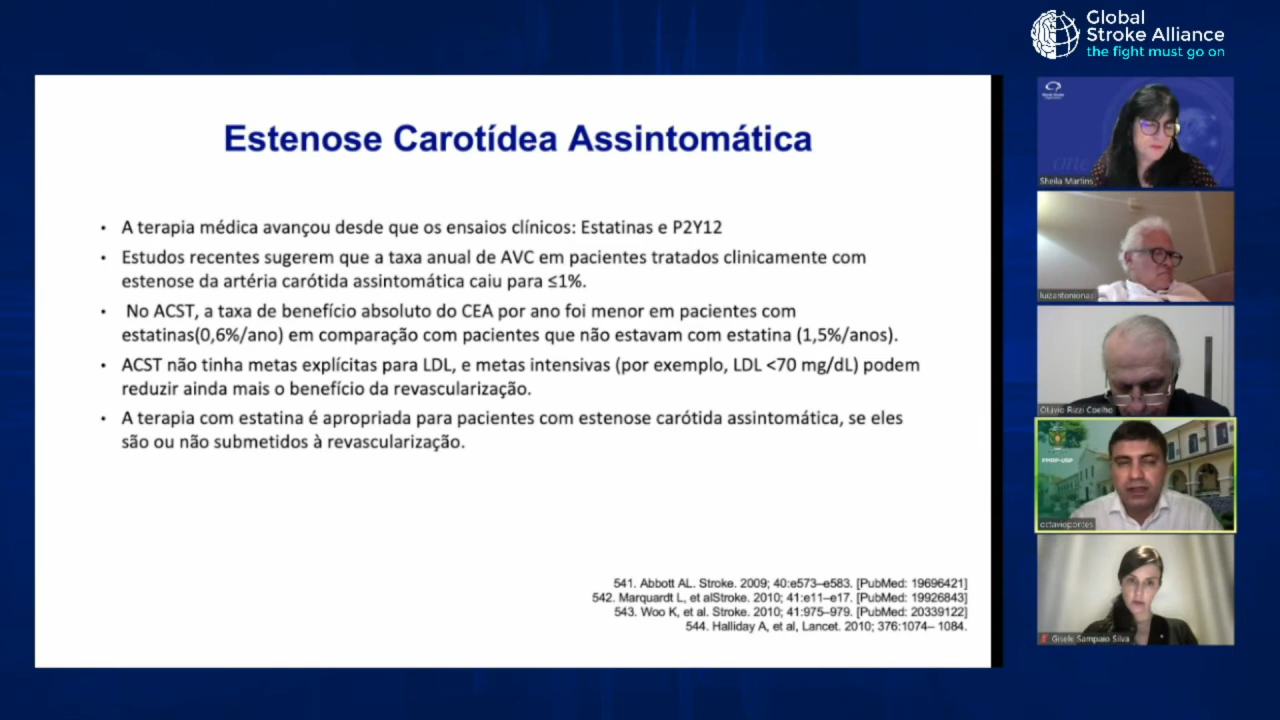 Global
Stroke Alliance
the fight must go on
Estenose Carotídea Assintomática
• A terapia médica avançou desde que os ensaios clínicos: Estatinas e P2Y12
• Estudos recentes sugerem que a taxa anual de AVC em pacientes tratados clinicamente com
estenose da artéria carótida assintomática caiu para ≤1%.
• No ACST, a taxa de benefício absoluto do CEA por ano foi menor em pacientes com
estatinas(0,6%/ano) em comparação com pacientes que não estavam com estatina (1,5%/anos).
• ACST não tinha metas explícitas para LDL, e metas intensivas (por exemplo, LDL <70 mg/dL) podem
reduzir ainda mais o benefício da revascularização.
• A terapia com estatina é apropriada para pacientes com estenose carótida assintomática, se eles
são ou não submetidos à revascularização.
541. Abbott AL. Stroke. 2009; 40:e573–e583. [PubMed: 19696421]
542. Marquardt L, et alStroke. 2010; 41:e11–e17. [PubMed: 19926843]
543. Woo K, et al. Stroke. 2010; 41:975–979. [PubMed: 20339122]
544. Halliday A, et al, Lancet. 2010; 376:1074– 1084.
Sheila Martins
luizantonionas
Otávio Rizzi Coelho
FMRP-USP
octaviopontes
Gisele Sampaio Silva